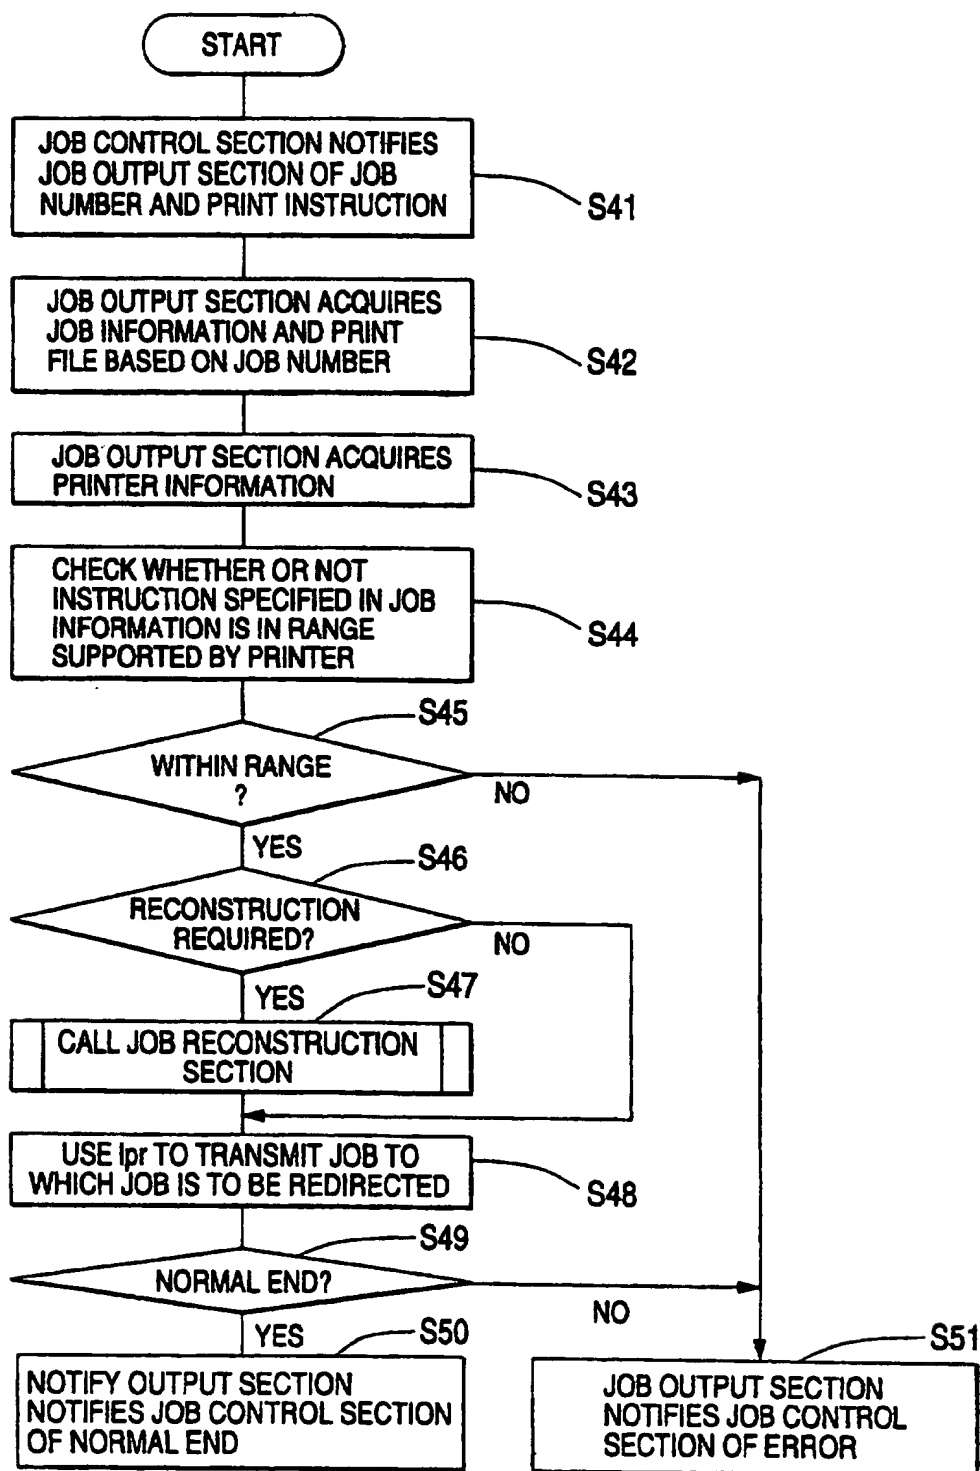 START
JOB CONTROL SECTION NOTIFIES
JOB OUTPUT SECTION OF JOB
NUMBER AND PRINT INSTRUCTION
S41
JOB OUTPUT SECTION ACQUIRES
JOB INFORMATION AND PRINT
FILE BASED ON JOB NUMBER
S42
JOB OUTPUT SECTION ACQUIRES
PRINTER INFORMATION
S43
CHECK WHETHER OR NOT
INSTRUCTION SPECIFIED IN JOB
INFORMATION IS IN RANGE
SUPPORTED BY PRINTER
S44
S45
WITHIN RANGE
?
NO
YES
S46
RECONSTRUCTION
REQUIRED?
NO
YES
S47
CALL JOB RECONSTRUCTION
SECTION
USE lpr TO TRANSMIT JOB TO
WHICH JOB IS TO BE REDIRECTED
S48
S49
NORMAL END?
NO
YES
S50
NOTIFY OUTPUT SECTION
NOTIFIES JOB CONTROL SECTION
OF NORMAL END
S51
JOB OUTPUT SECTION
NOTIFIES JOB CONTROL
SECTION OF ERROR